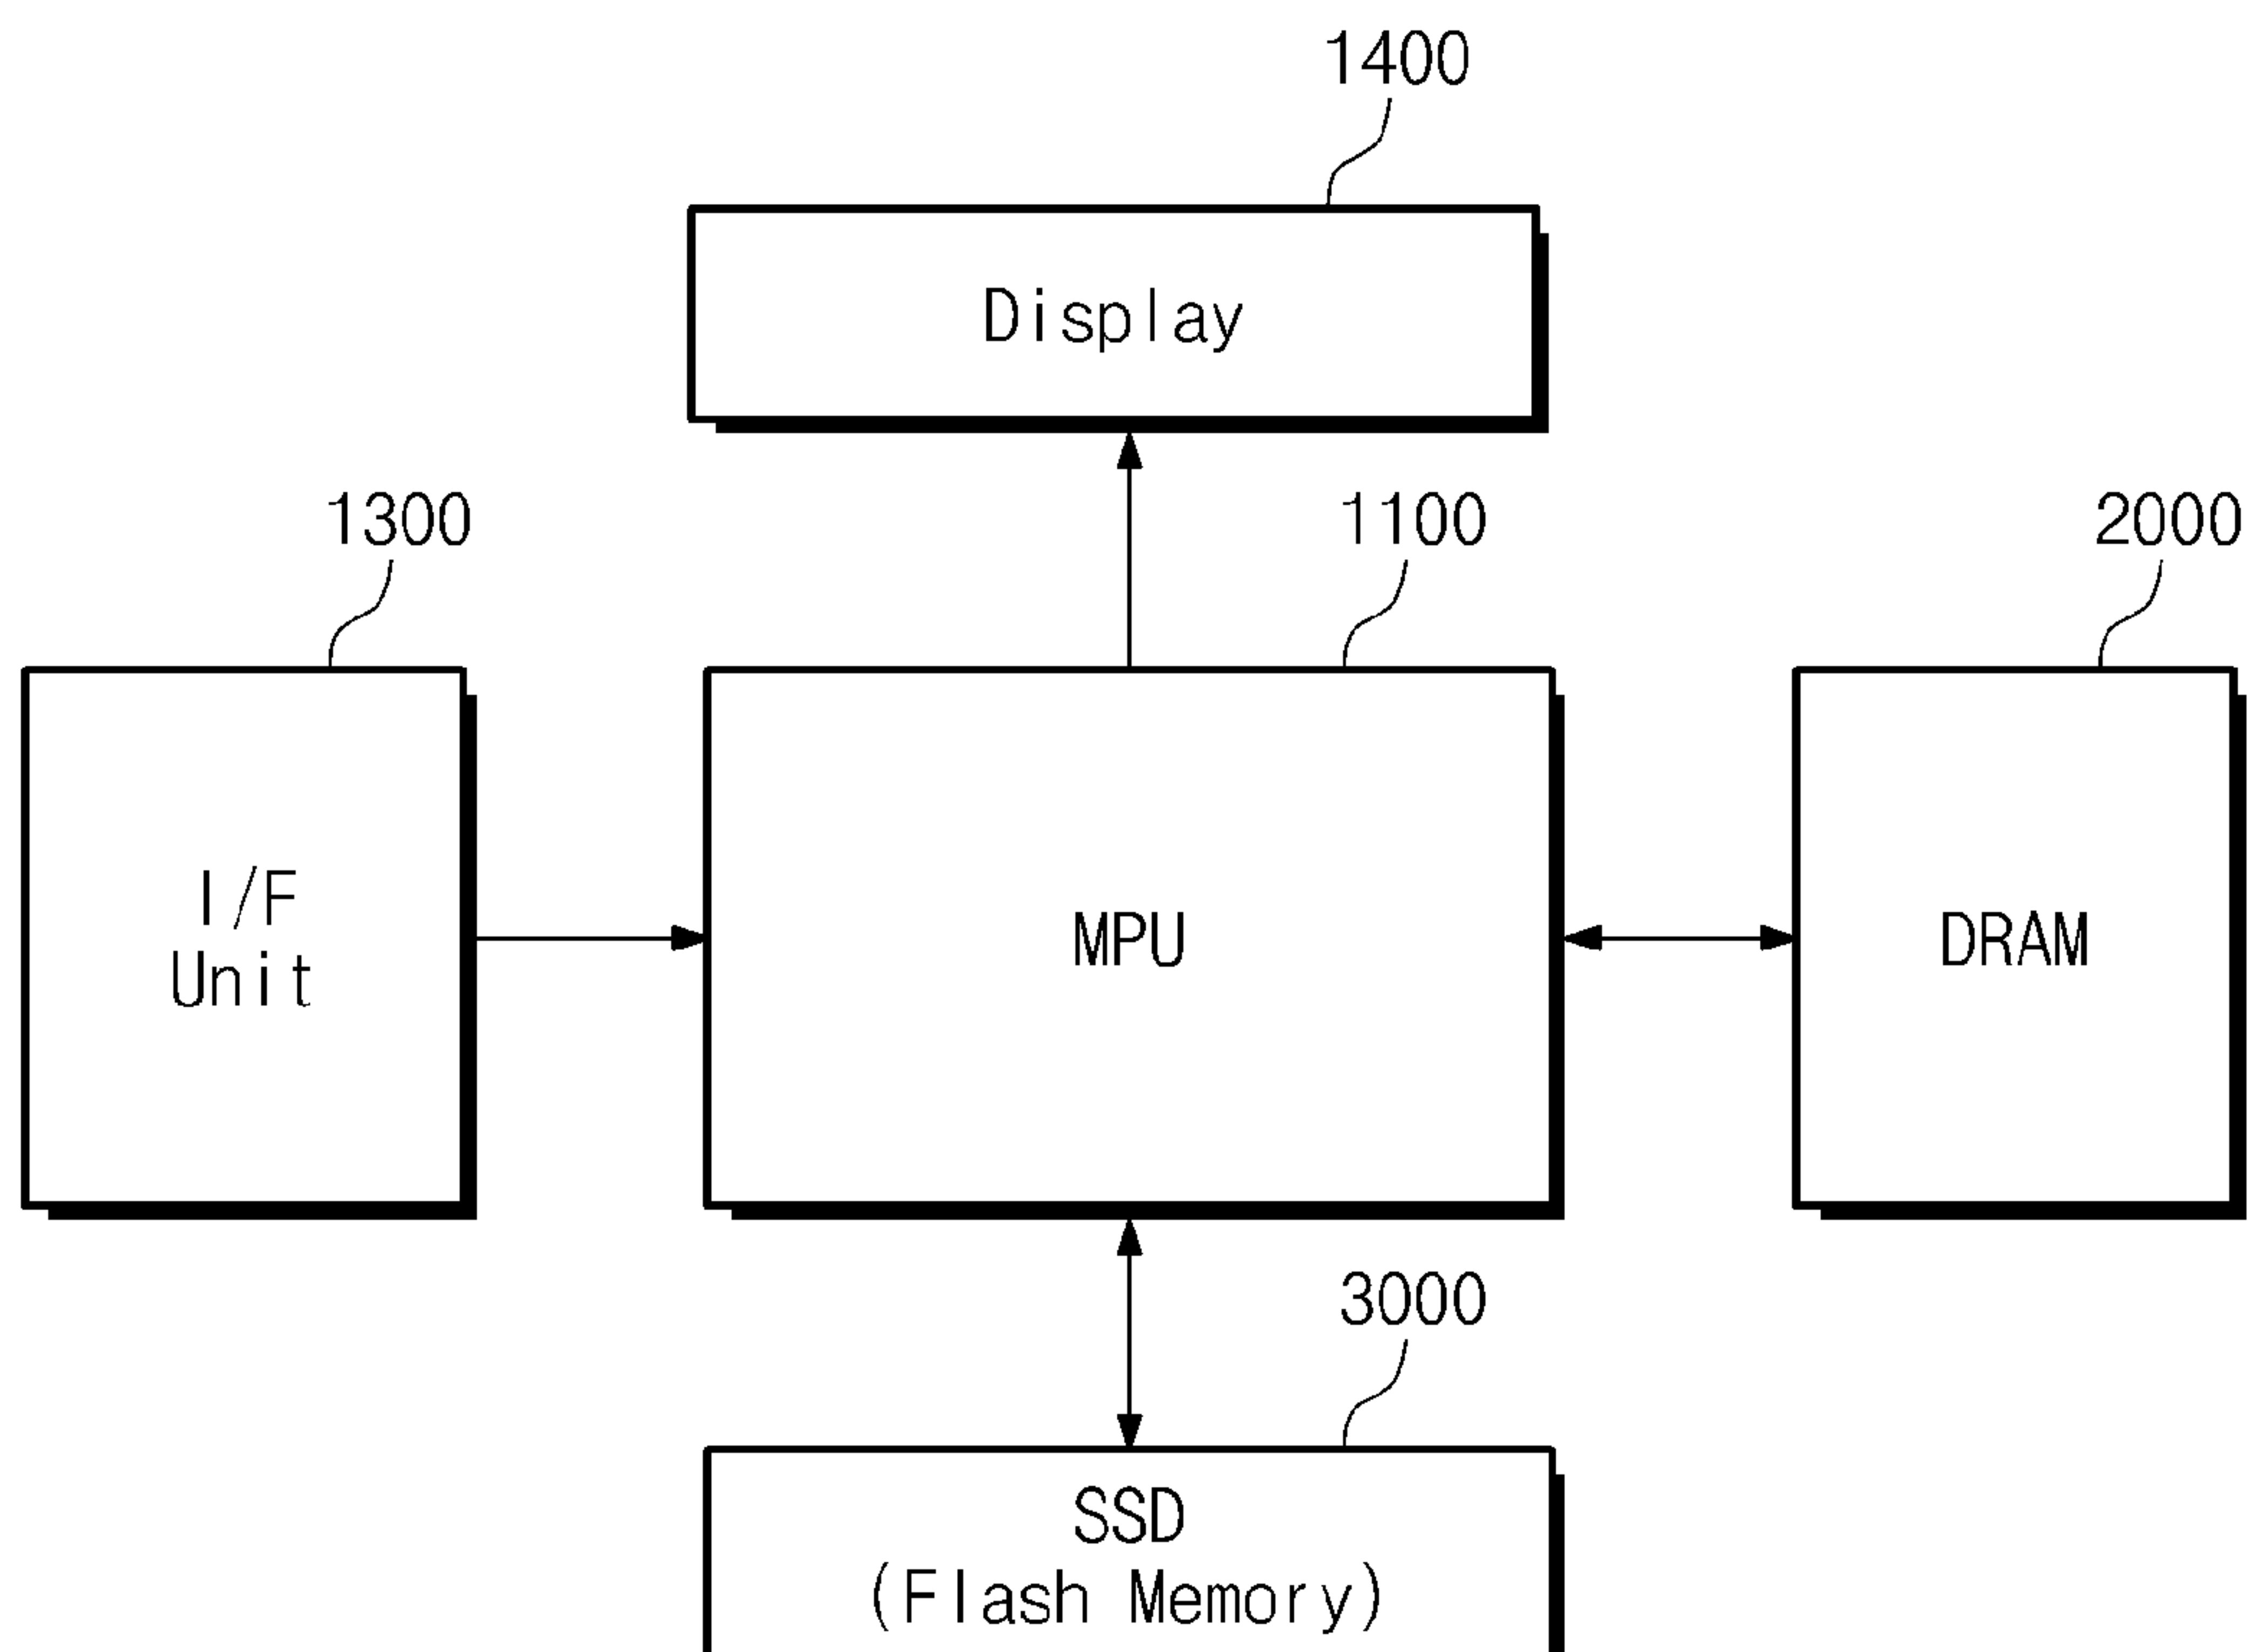 1400
Display
1300
1100
2000
I/F
Unit
MPU
DRAM
3000
SSD
(Flash Memory)